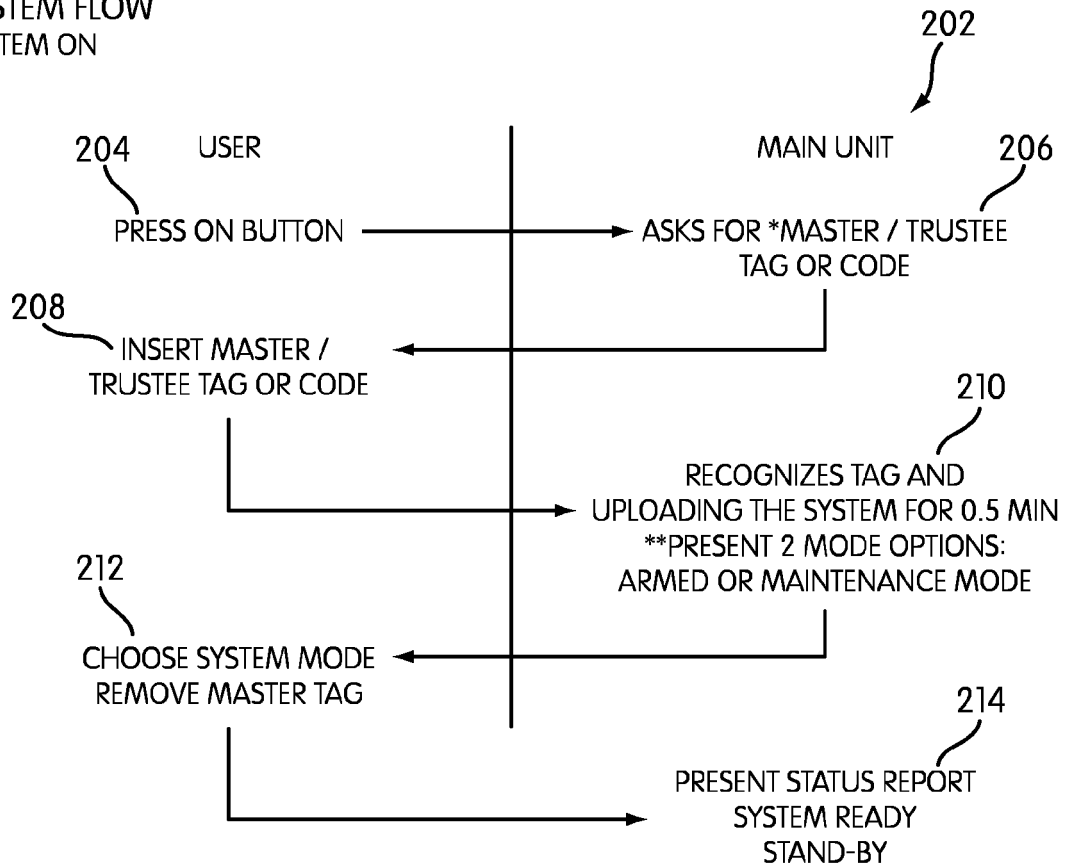 STEM FLOW
TEM ON
202
204 USER
MAIN UNIT 206
PRESS ON BUTTON
ASKS FOR *MASTER / TRUSTEE
TAG OR CODE
208
INSERT MASTER /
TRUSTEE TAG OR CODE
210
RECOGNIZES TAG AND
UPLOADING THE SYSTEM FOR 0.5 MIN
**PRESENT 2 MODE OPTIONS:
ARMED OR MAINTENANCE MODE
212
CHOOSE SYSTEM MODE
REMOVE MASTER TAG
214
PRESENT STATUS REPORT
SYSTEM READY
STAND-BY